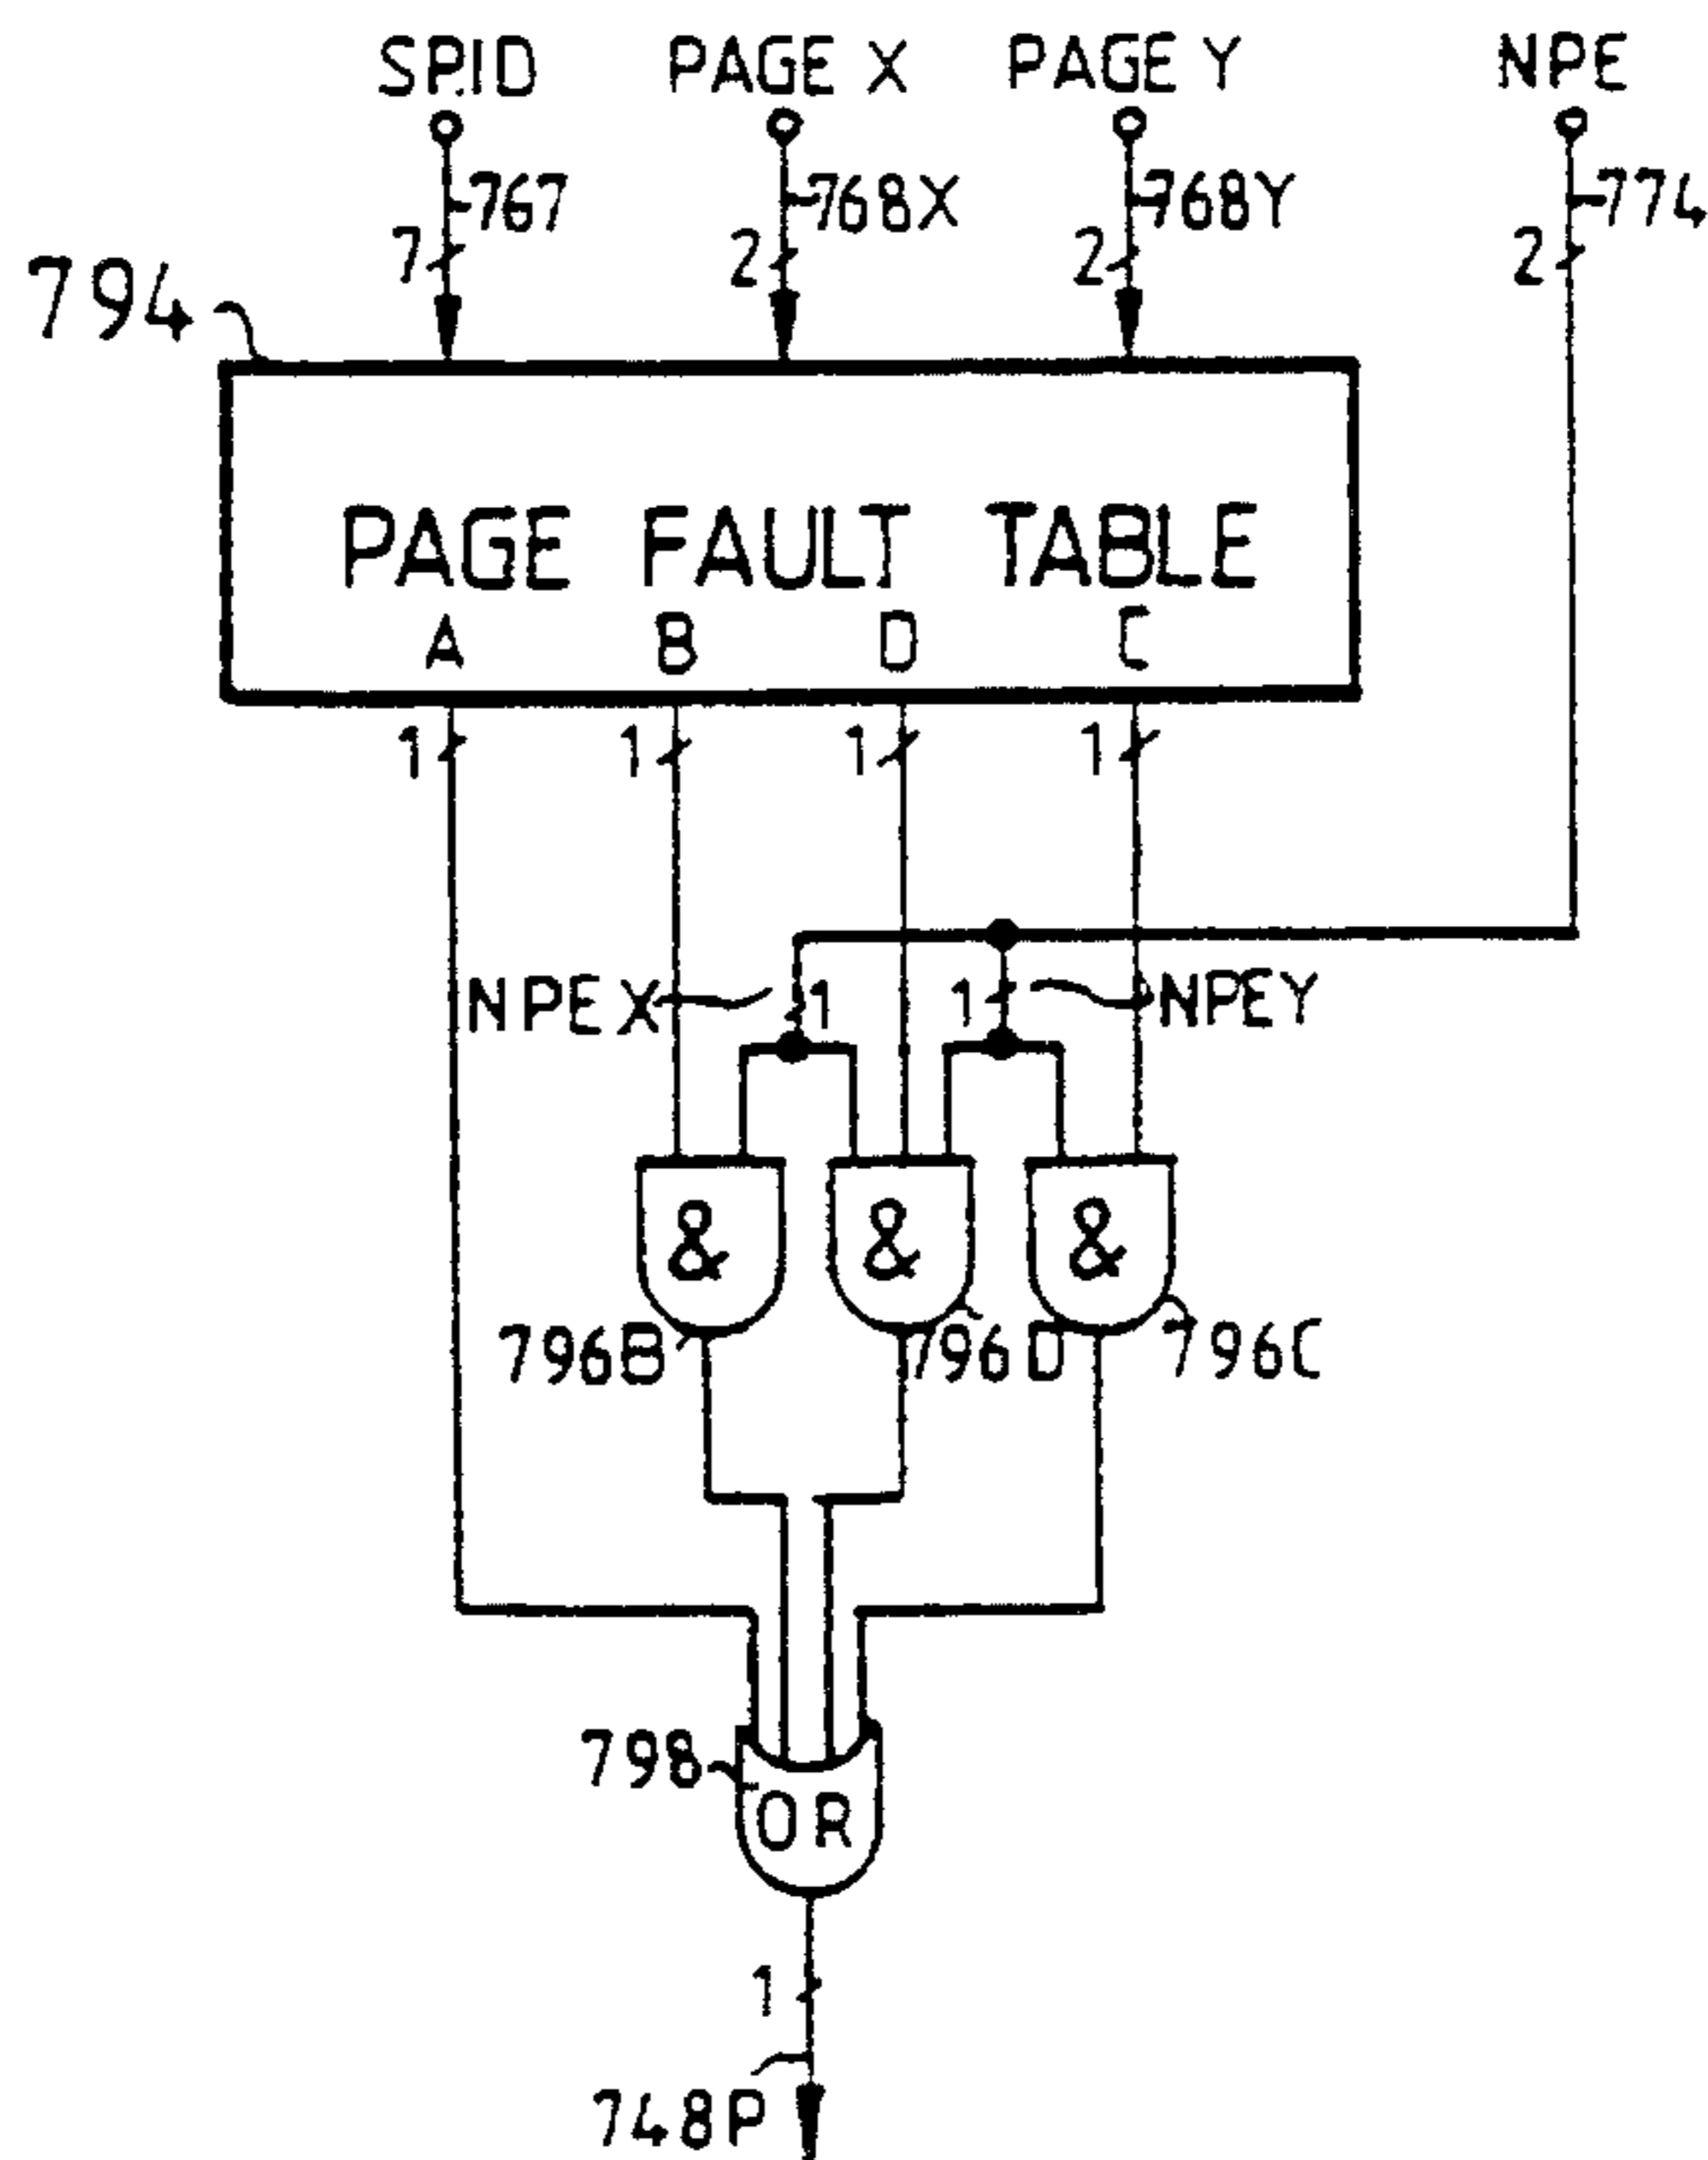 SPID PAGE X PAGE Y NPE
767 768X 768Y 774
7 2 2 2
794
PAGE FAULT TABLE
A B D C
1 1 1 1
NPEX 1 1 NPEY
& & &
796B 796D 796C
798
OR
1
748P